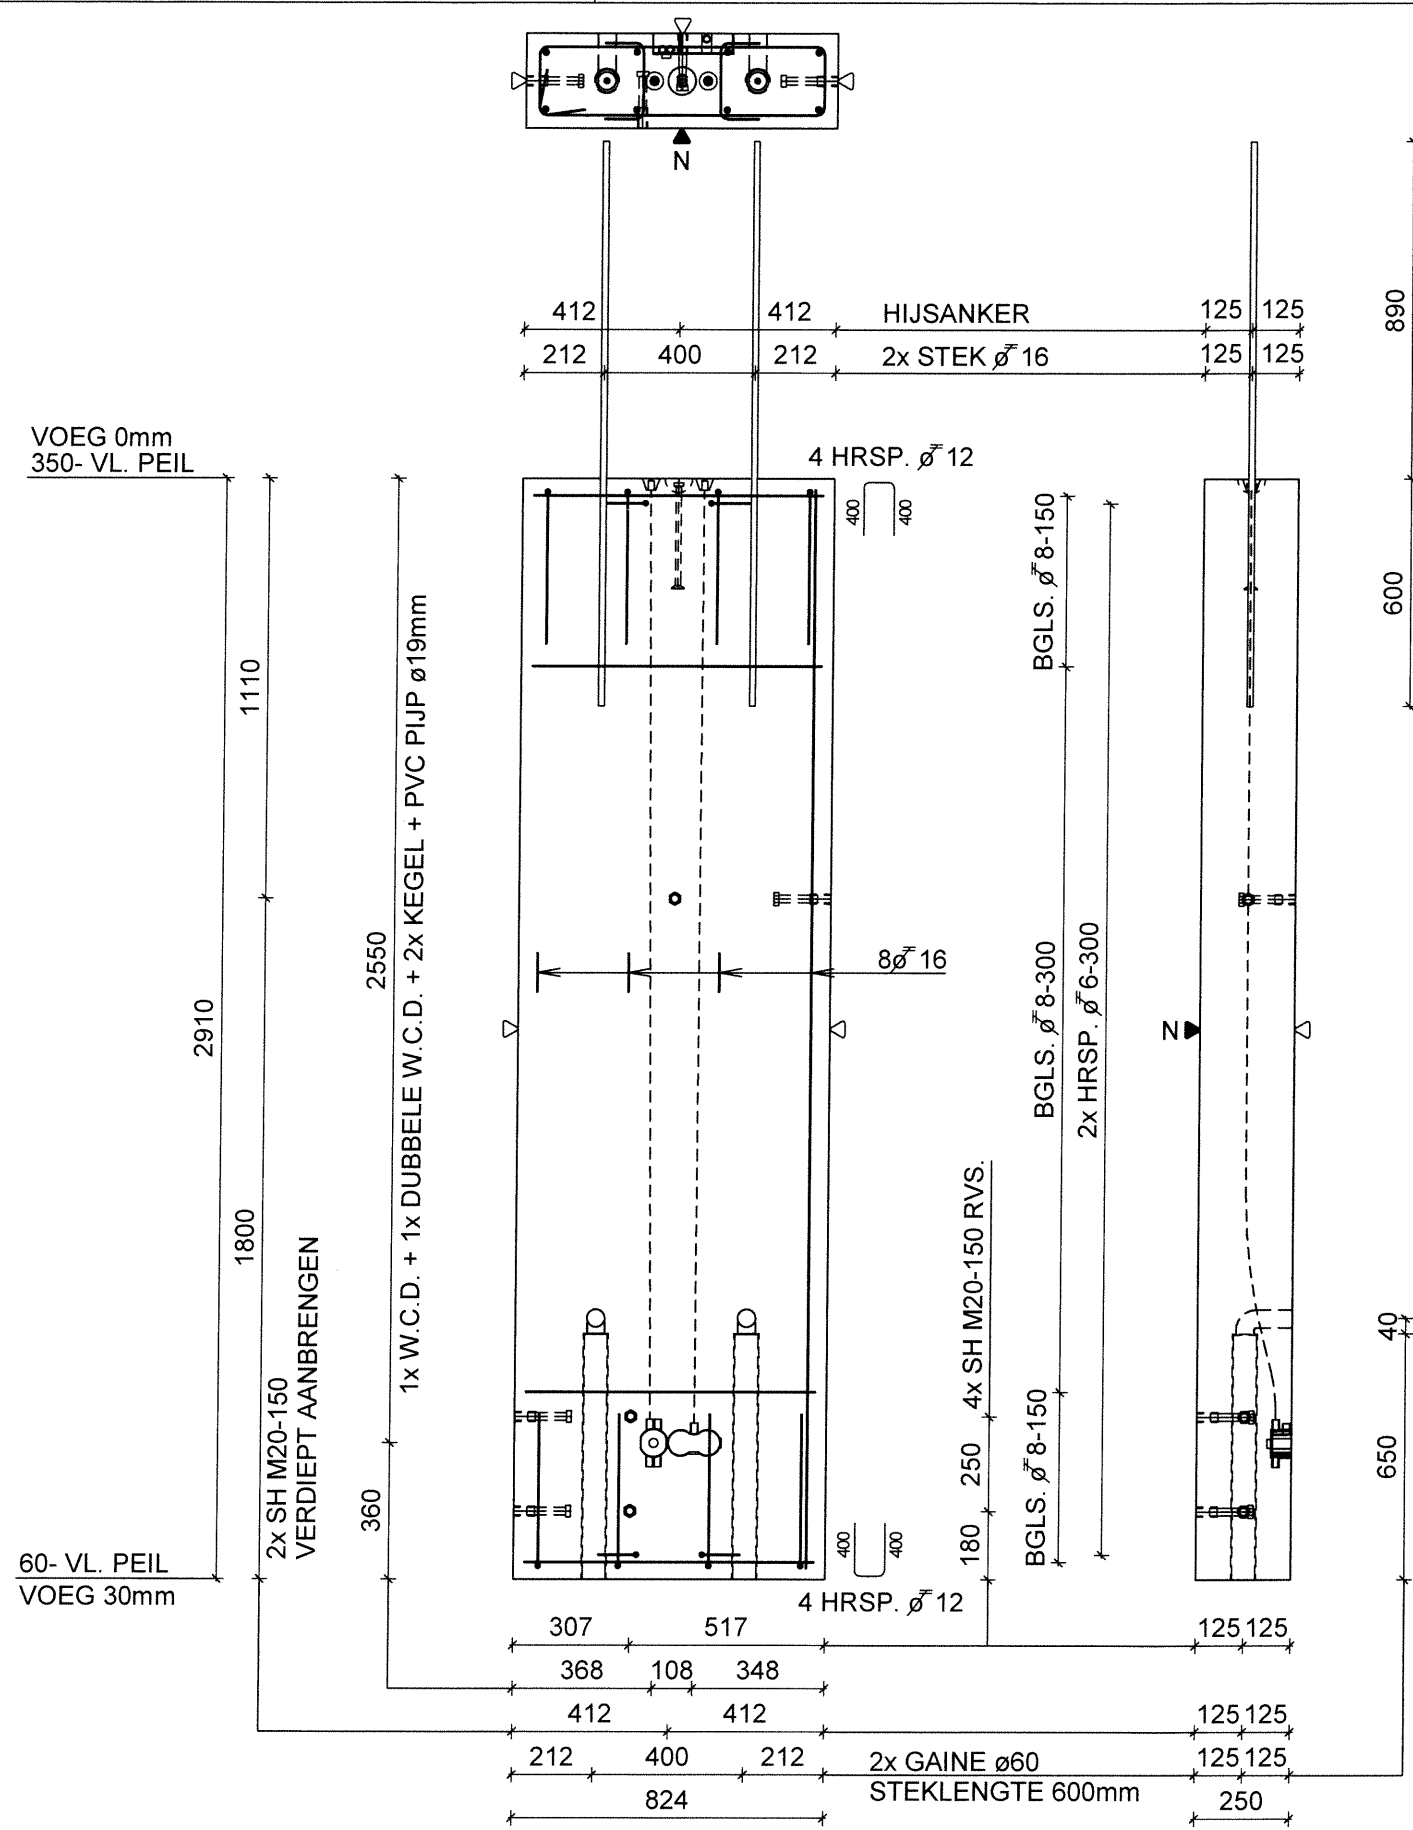 N
412
412
HIJSANKER
125
125
212
400
212
2x STEK ø 16
125
125
890
VOEG 0mm
350- VL. PEIL
4 HRSP. ø 12
400
400
BGLS. ø 8-150
600
1110
1x W.C.D. + 1x DUBBELE W.C.D. + 2x KEGEL + PVC PIJP ø19mm
2550
8ø 16
2910
BGLS. ø 8-300
2x HRSP. ø 6-300
N
1800
4x SH M20-150 RVS.
40
2x SH M20-150
VERDIEPT AANBRENGEN
250
650
360
180
BGLS. ø 8-150
400
400
60- VL. PEIL
VOEG 30mm
4 HRSP. ø 12
307
517
125
125
368
108
348
412
412
125
125
212
400
212
2x GAINE ø60
125
125
STEKLENGTE 600mm
824
250